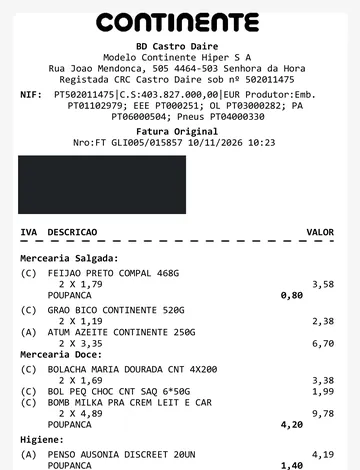 CONTINENTE
BD Castro Daire
Modelo Continente Hiper S A
Rua Joao Mendonca, 505 4464-503 Senhora da Hora
Registada CRC Castro Daire sob nº 502011475
NIF: PT502011475|C.S:403.827.000,00|EUR Produtor:Emb.
PT01102979; EEE PT000251; OL PT03000282; PA
PT06000504; Pneus PT04000330
Fatura Original
Nro:FT GLI005/015857 10/11/2026 10:23
IVA DESCRICAO VALOR
Mercearia Salgada:
(C) FEIJAO PRETO COMPAL 468G
2 X 1,79 3,58
POUPANCA 0,80
(C) GRAO BICO CONTINENTE 520G
2 X 1,19 2,38
(A) ATUM AZEITE CONTINENTE 250G
2 X 3,35 6,70
Mercearia Doce:
(C) BOLACHA MARIA DOURADA CNT 4X200
2 X 1,69 3,38
(C) BOL PEQ CHOC CNT SAQ 6*50G 1,99
(C) BOMB MILKA PRA CREM LEIT E CAR
2 X 4,89 9,78
POUPANCA 4,20
Higiene:
(A) PENSO AUSONIA DISCREET 20UN 4,19
POUPANCA 1,40